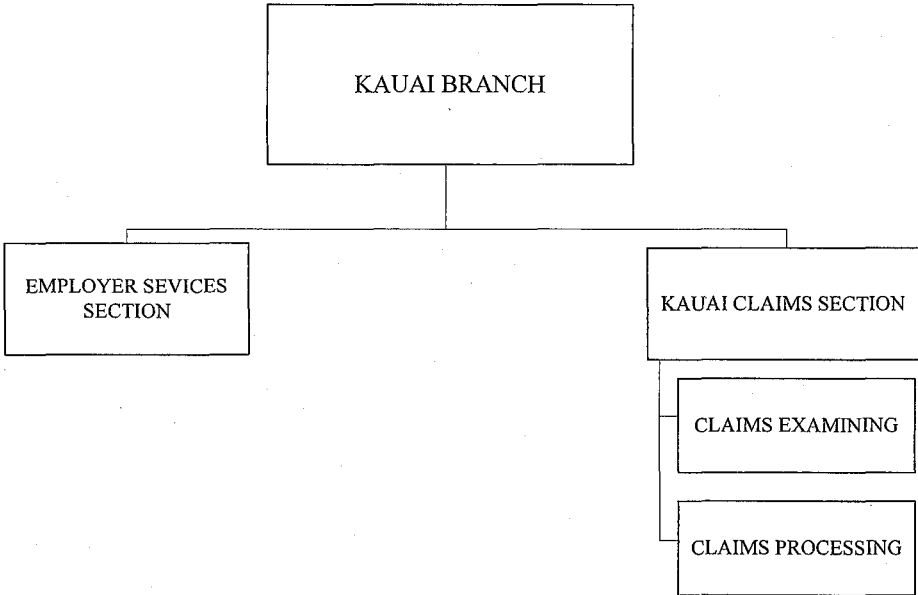 KAUAI BRANCH
EMPLOYER SEVICES
SECTION
KAUAI CLAIMS SECTION
CLAIMS EXAMINING
CLAIMS PROCESSING